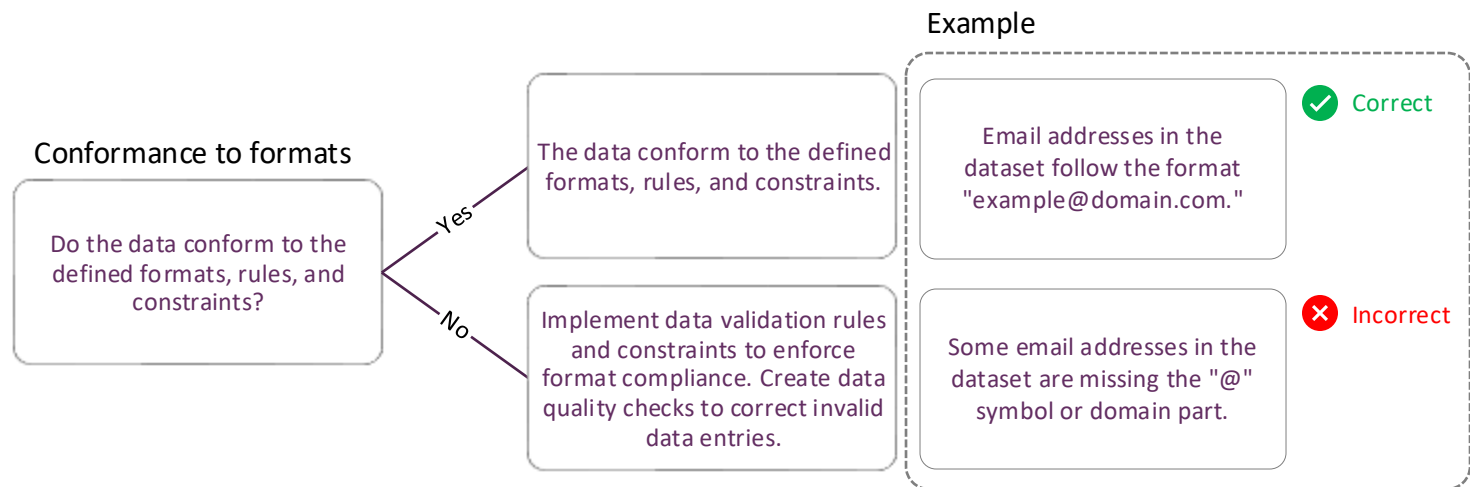 Example
Conformance to formats
Do the data conform to the
defined formats, rules, and
constraints?
Yes
No
The data conform to the defined
formats, rules, and constraints.
Implement data validation rules
and constraints to enforce
format compliance. Create data
quality checks to correct invalid
data entries.
Email addresses in the
dataset follow the format
"example@domain.com."
Correct
Some email addresses in the
dataset are missing the "@"
symbol or domain part.
Incorrect